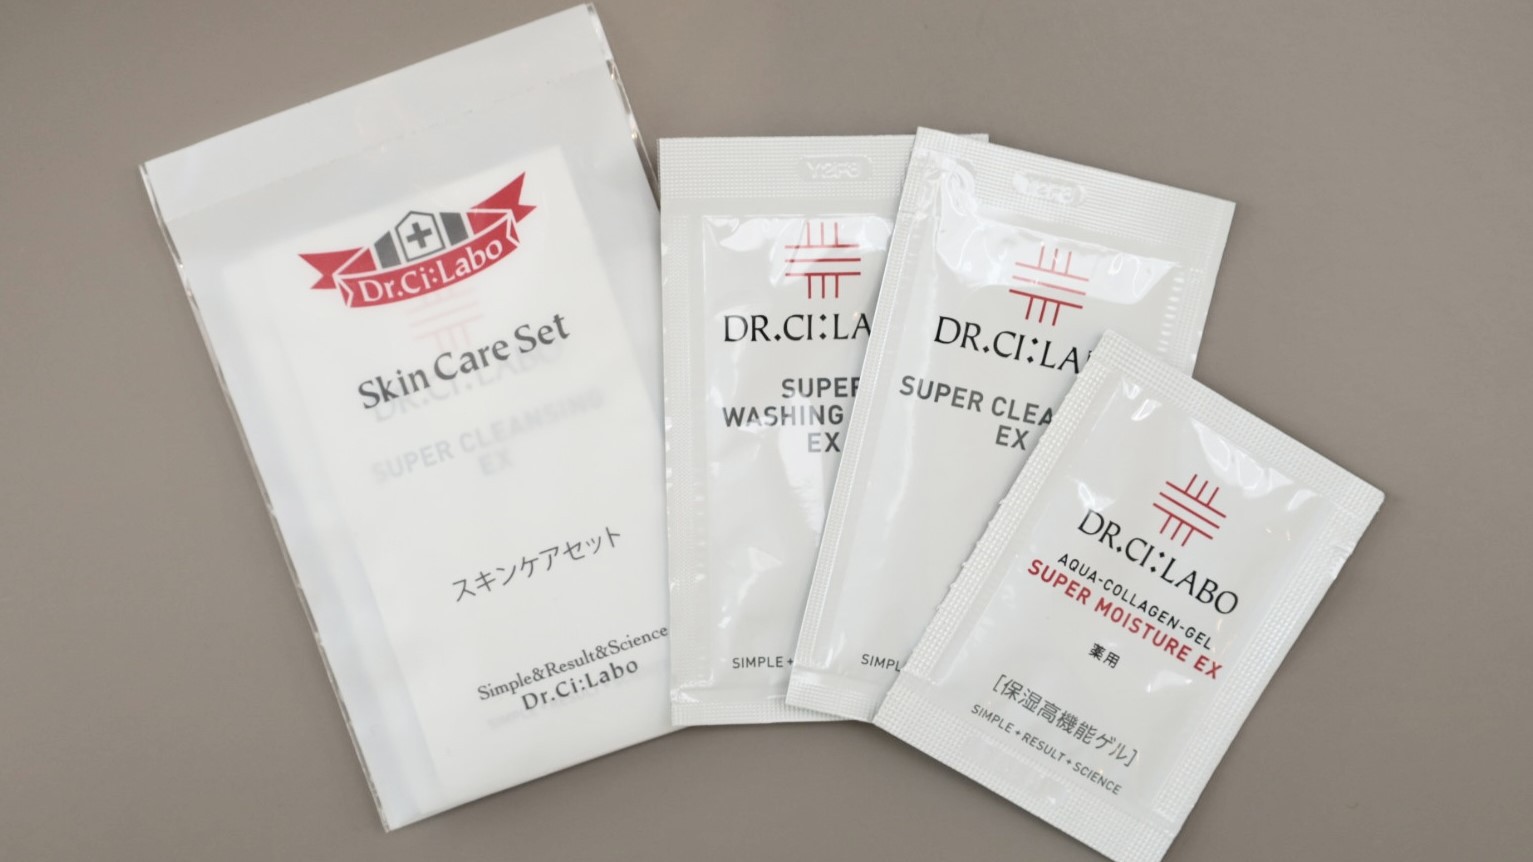 Dr.Ci:Labo
Skin Care Set
SUPER CLEANSING
EX
スキンケアセット
Simple&Result&Science
Dr.Ci:Labo
DR.CI:LA
SUPER
WASHING
EX
SIMPLE+
DR.CI:LA
SUPER CLEA
EX
SIMPL
DR.CI:LABO
AQUA-COLLAGEN-GEL
SUPER MOISTURE EX
薬用
[保湿高機能ゲル]
SIMPLE+RESULT+SCIENCE